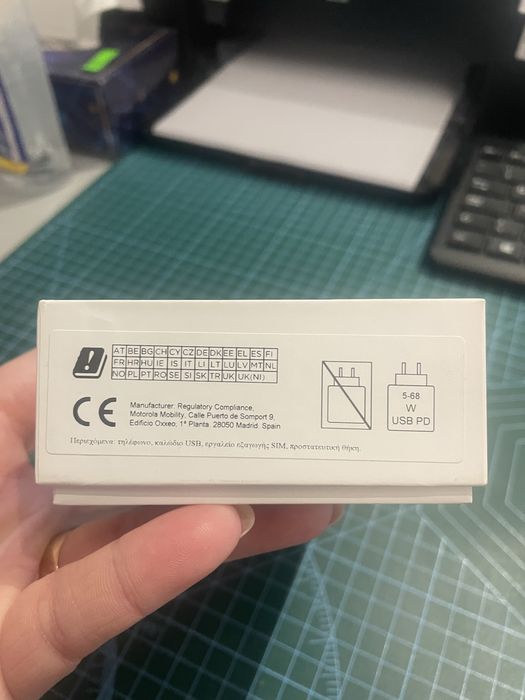 AT BE BG CH CY CZ DE DK EE EL ES FI
FR HR HU IE IS IT LI LT LU LV MT NL
NO PL PT RO SE SI SK TR UK UK(NI)
CE
Manufacturer: Regulatory Compliance,
Motorola Mobility, Calle Puerto de Somport 9,
Edificio Oxxeo, 1ª Planta. 28050 Madrid. Spain
Περιεχόμενα: τηλέφωνο, καλώδιο USB, εργαλείο εξαγωγής SIM, προστατευτική θήκη.
5-68
W
USB PD